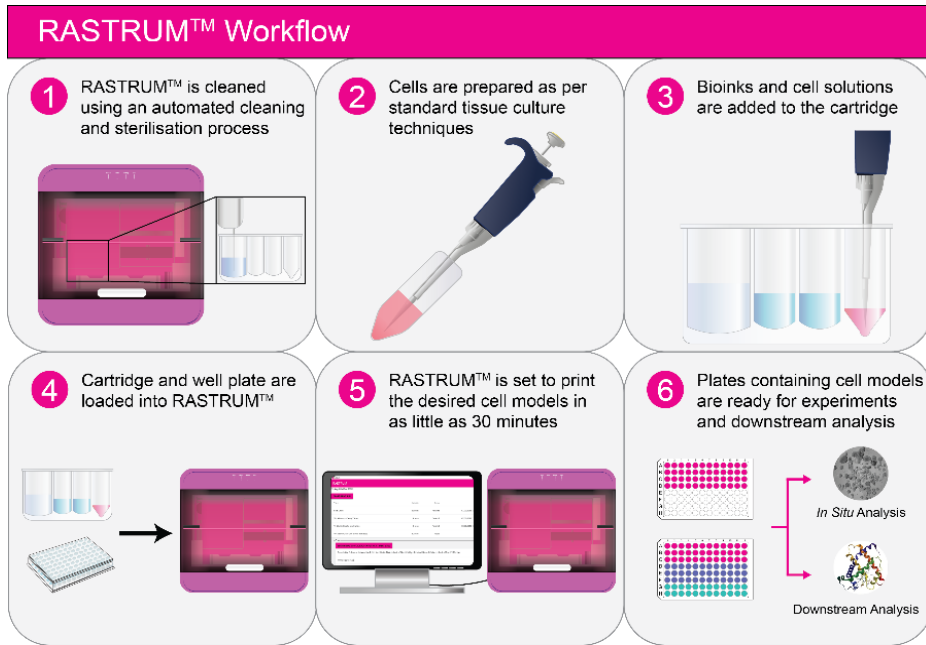 RASTRUM™ Workflow
1
RASTRUM™ is cleaned
using an automated cleaning
and sterilisation process
2
Cells are prepared as per
standard tissue culture
techniques
3
Bioinks and cell solutions
are added to the cartridge
4
Cartridge and well plate are
loaded into RASTRUM™
5
RASTRUM™ is set to print
the desired cell models in
as little as 30 minutes
RASTRUM
6
Plates containing cell models
are ready for experiments
and downstream analysis
A
B
C
D
E
F
G
H
In Situ Analysis
A
B
C
D
E
F
G
H
Downstream Analysis